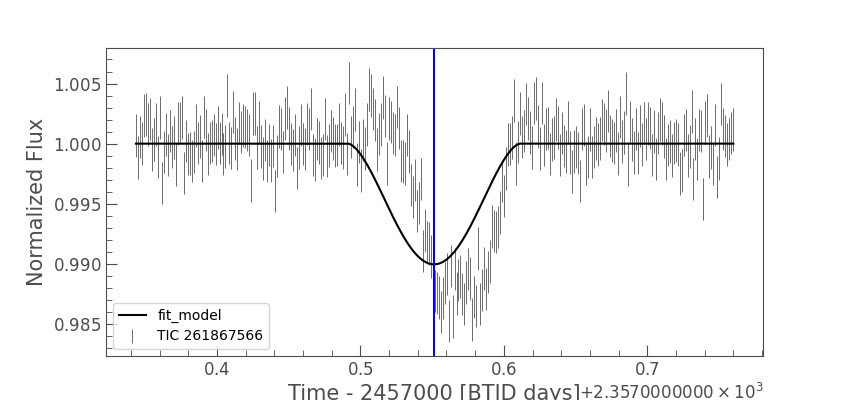 1.005
1.000
0.995
0.990
0.985
Normalized Flux
fit_model
TIC 261867566
0.4 0.5 0.6 0.7
Time - 2457000 [BTJD days]
+2.3570000000 × 10³